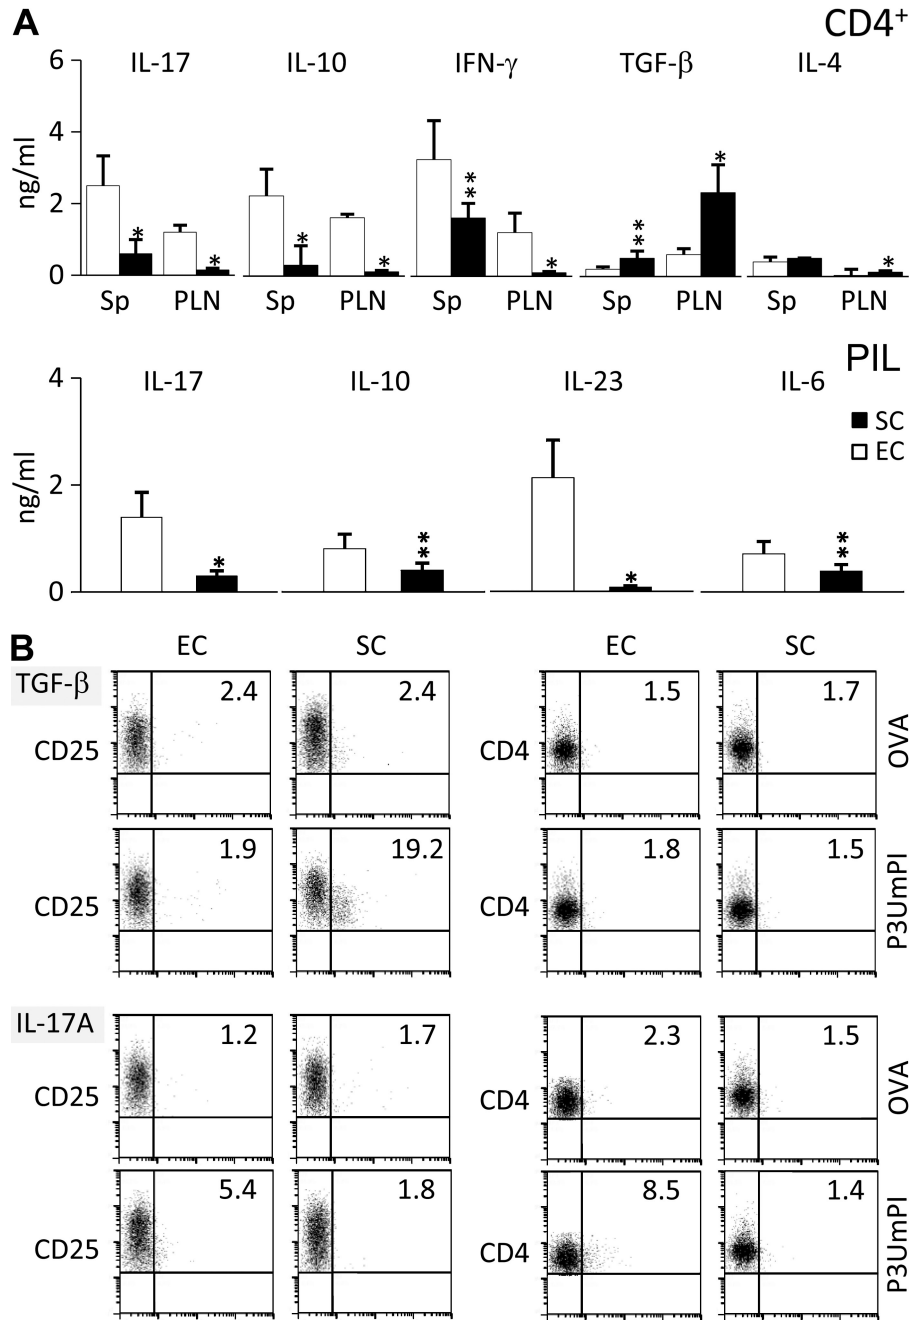 A
CD4+
6 IL-17 IL-10 IFN-γ TGF-β IL-4
4
ng/ml
2
0
* * * * * * * * * * * *
Sp PLN Sp PLN Sp PLN Sp PLN Sp PLN
PIL
4 IL-17 IL-10 IL-23 IL-6
SC
EC
2
ng/ml
0
* * * * * *
B
EC SC EC SC
TGF-β
2.4 2.4 1.5 1.7
CD25 CD4 OVA
1.9 19.2 1.8 1.5
CD25 CD4 P3UmPI
IL-17A
1.2 1.7 2.3 1.5
CD25 CD4 OVA
5.4 1.8 8.5 1.4
CD25 CD4 P3UmPI